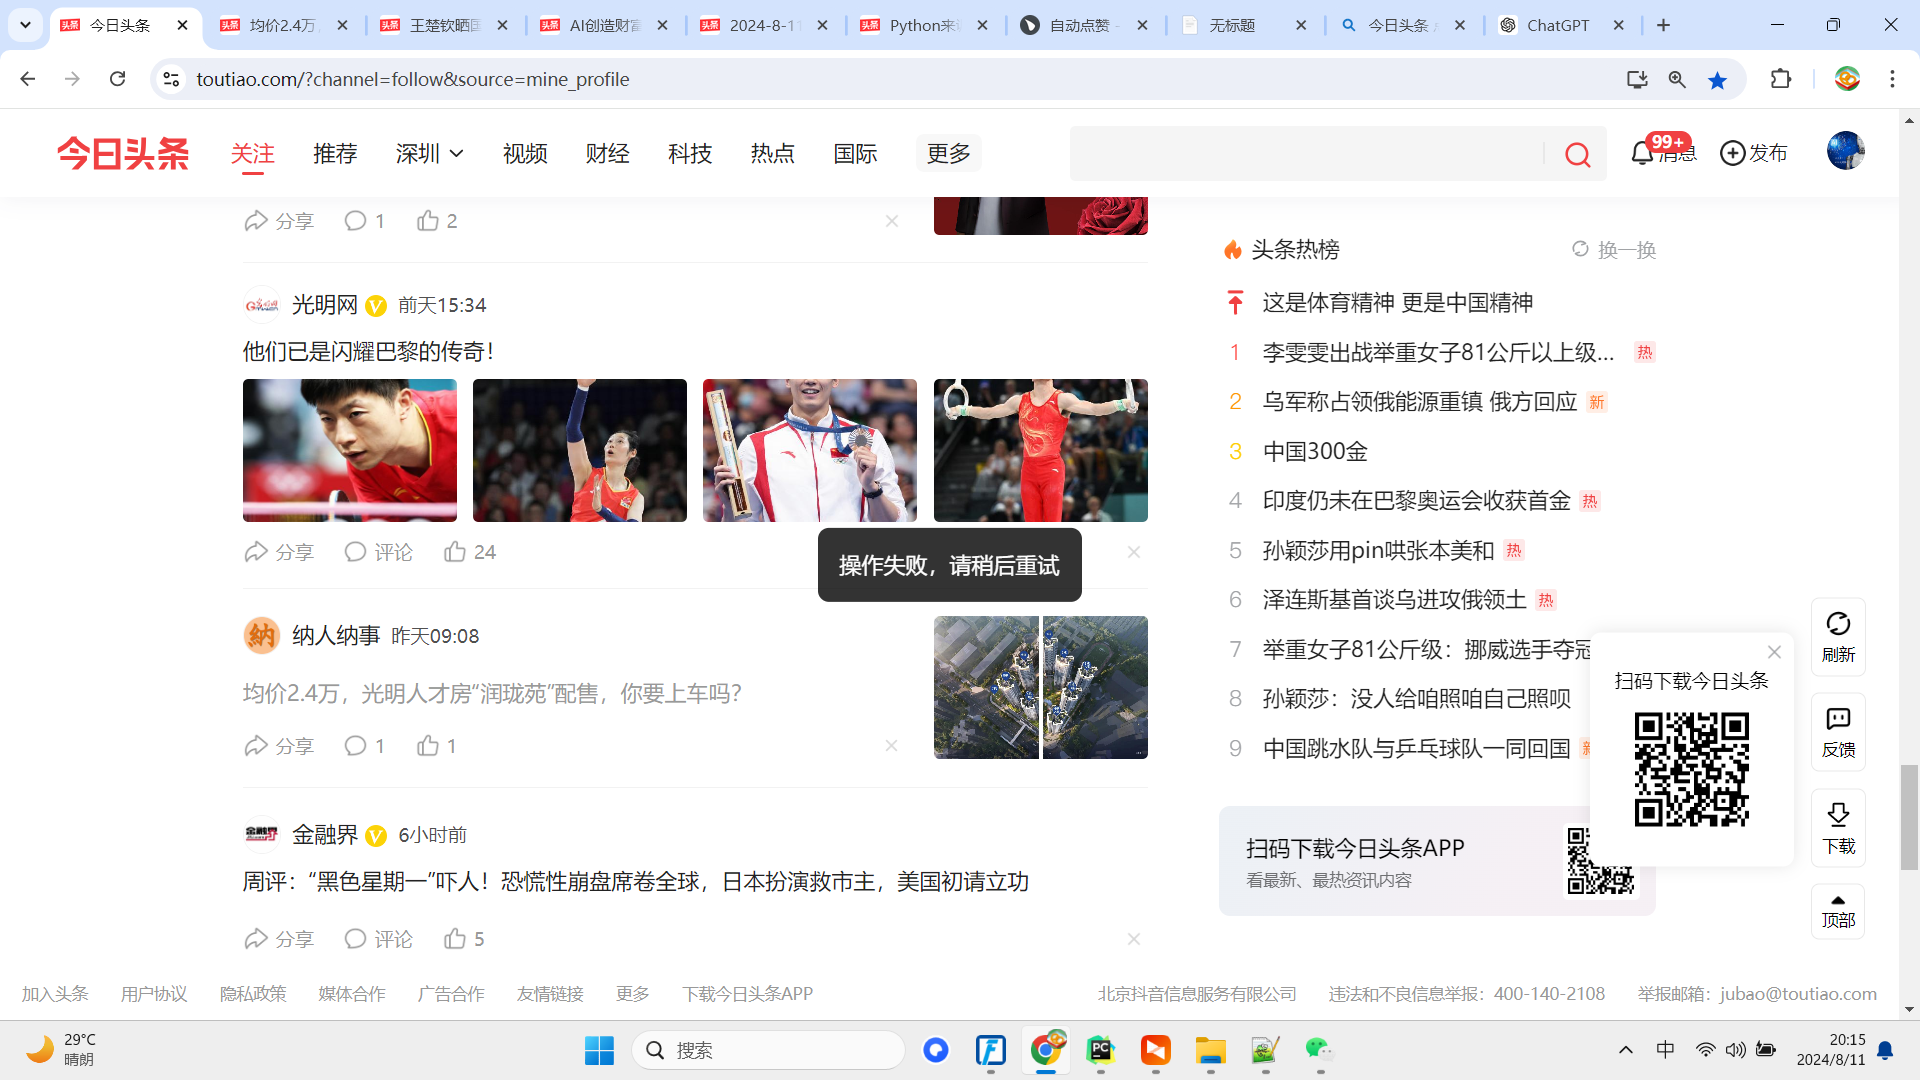 今日头条
均价2.4万
王楚钦晒国
AI创造财富
2024-8-11
Python来
自动点赞 -
无标题
今日头条
ChatGPT
toutiao.com/?channel=follow&source=mine_profile
今日头条
关注
推荐
深圳
视频
财经
科技
热点
国际
更多
99+
消息
发布
分享
1
2
头条热榜
换一换
光明网
前天15:34
他们已是闪耀巴黎的传奇!
分享
评论
24
操作失败，请稍后重试
这是体育精神 更是中国精神
1 李雯雯出战举重女子81公斤以上级... 热
2 乌军称占领俄能源重镇 俄方回应 新
3 中国300金
4 印度仍未在巴黎奥运会收获首金 热
5 孙颖莎用pin哄张本美和 热
6 泽连斯基首谈乌进攻俄领土 热
7 举重女子81公斤级：挪威选手夺冠
8 孙颖莎：没人给咱照咱自己照呗
9 中国跳水队与乒乓球队一同回国 新
納
纳人纳事
昨天09:08
均价2.4万，光明人才房“润珑苑”配售，你要上车吗？
分享
1
1
扫码下载今日头条
刷新
反馈
下载
顶部
金融界
金融界
6小时前
周评：“黑色星期一”吓人！恐慌性崩盘席卷全球，日本扮演救市主，美国初请立功
分享
评论
5
扫码下载今日头条APP
看最新、最热资讯内容
加入头条
用户协议
隐私政策
媒体合作
广告合作
友情链接
更多
下载今日头条APP
北京抖音信息服务有限公司
违法和不良信息举报：400-140-2108
举报邮箱：jubao@toutiao.com
29°C
晴朗
搜索
PC
中
20:15
2024/8/11